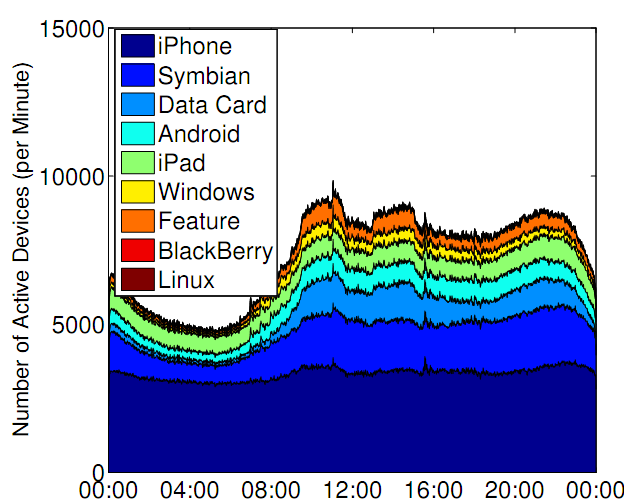 Number of Active Devices (per Minute)
15000
10000
5000
0
iPhone
Symbian
Data Card
Android
iPad
Windows
Feature
BlackBerry
Linux
00:00 04:00 08:00 12:00 16:00 20:00 00:00